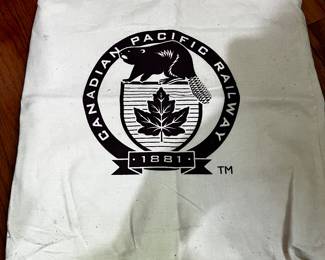 CANADIAN PACIFIC RAILWAY
· 1881 ·
TM